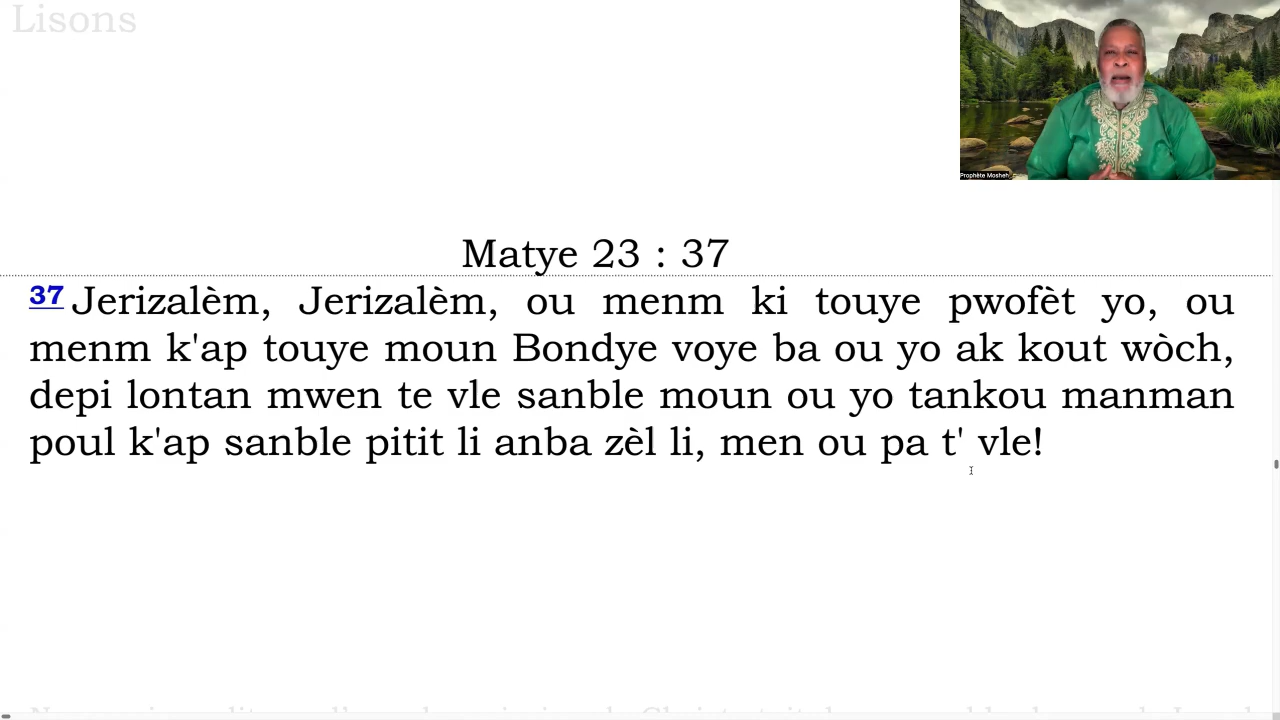 Lisons
Prophète Mosheh
Matye 23 : 37
37 Jerizalèm, Jerizalèm, ou menm ki touye pwofèt yo, ou
menm k'ap touye moun Bondye voye ba ou yo ak kout wòch,
depi lontan mwen te vle sanble moun ou yo tankou manman
poul k'ap sanble pitit li anba zèl li, men ou pa t' vle!